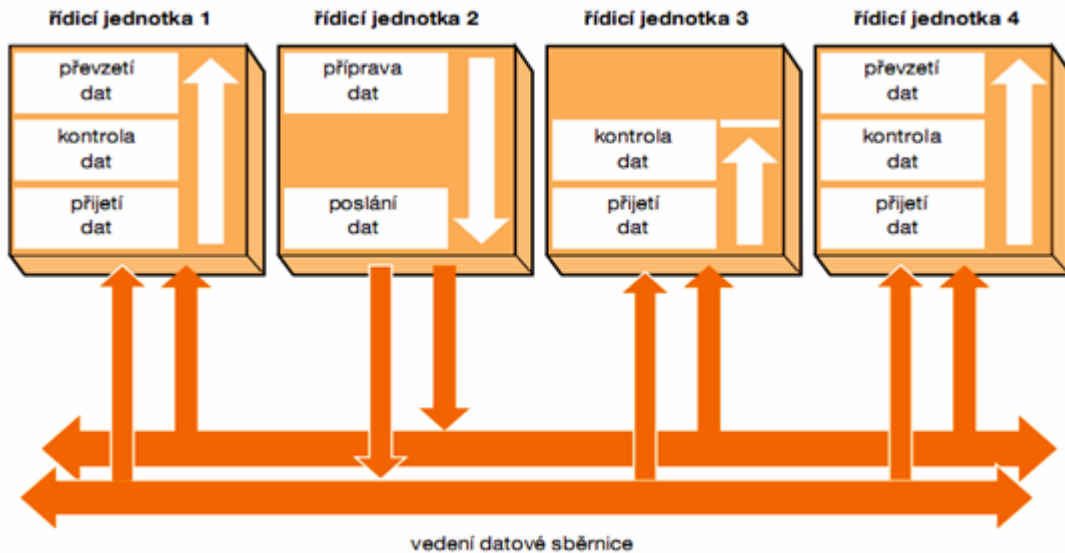 řídicí jednotka 1
řídicí jednotka 2
řídicí jednotka 3
řídicí jednotka 4
převzetí
dat
kontrola
dat
přijetí
dat
příprava
dat
poslání
dat
kontrola
dat
přijetí
dat
převzetí
dat
kontrola
dat
přijetí
dat
vedení datové sběrnice